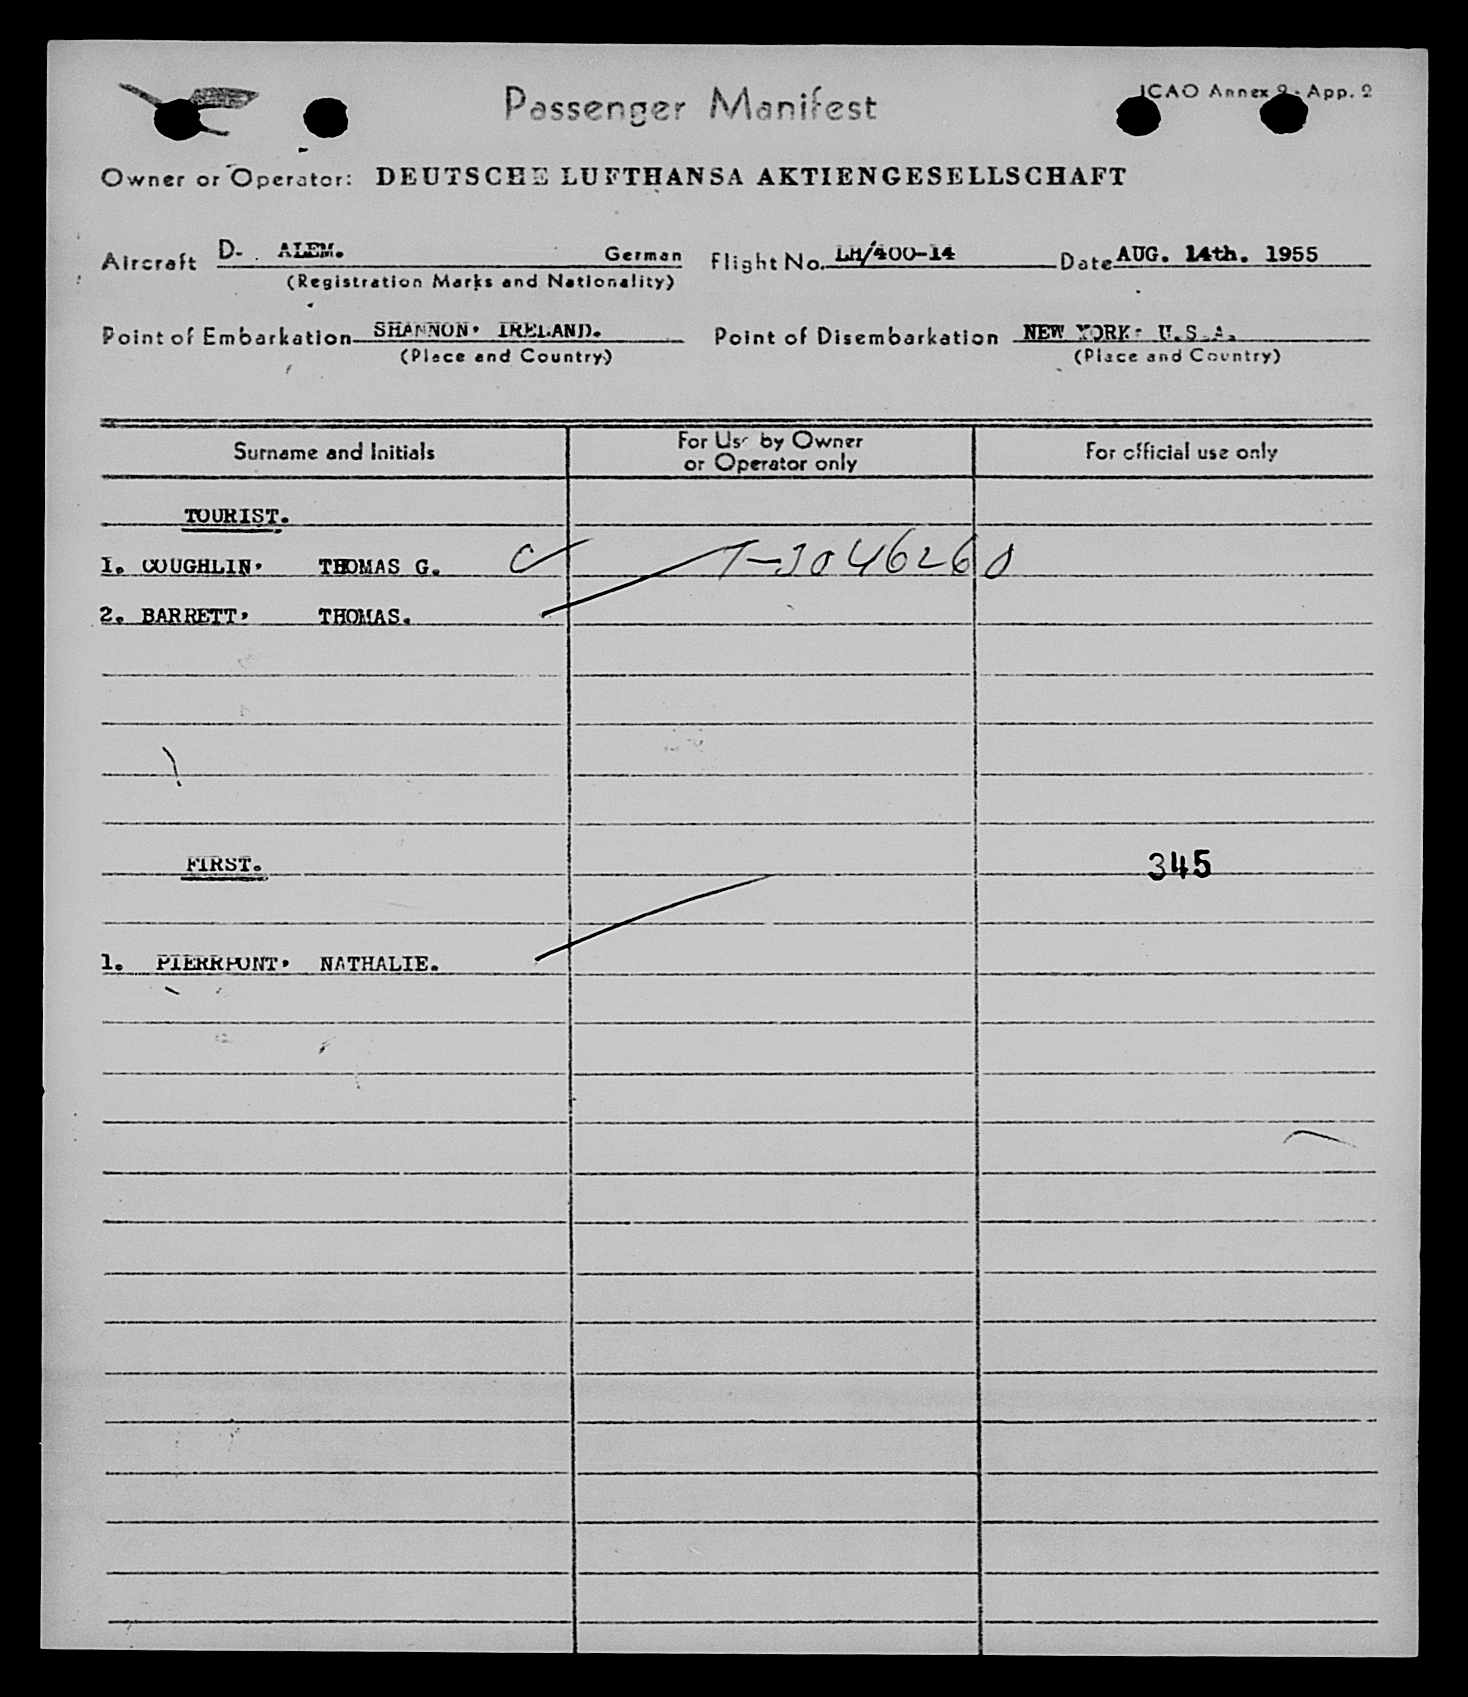 Passenger Manifest
ICAO Annex 9 - App. 2
Owner or Operator: DEUTSCHE LUFTHANSA AKTIENGESELLSCHAFT
Aircraft D- ALEM. German Flight No. LH/400-14 Date AUG. 14th. 1955
(Registration Marks and Nationality)
Point of Embarkation SHANNON, IRELAND. Point of Disembarkation NEW YORK, U.S.A.
(Place and Country) (Place and Country)
Surname and Initials For Use by Owner or Operator only For official use only
TOURIST.
1. COUGHLIN, THOMAS G. C T-3046260
2. BARRETT, THOMAS.
FIRST. 345
1. PIERRPONT, NATHALIE.